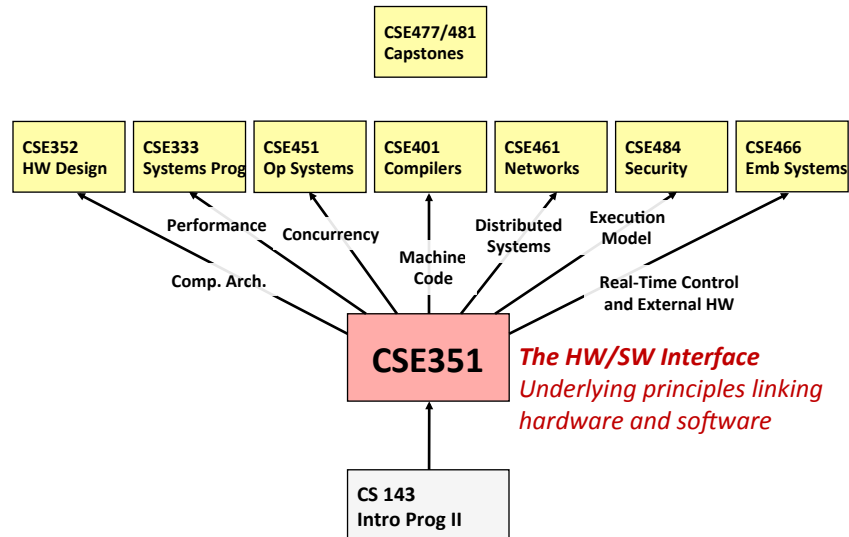 CSE477/481
Capstones
CSE352
HW Design
CSE333
Systems Prog
CSE451
Op Systems
CSE401
Compilers
CSE461
Networks
CSE484
Security
CSE466
Emb Systems
Performance
Concurrency
Distributed
Systems
Execution
Model
Comp. Arch.
Machine
Code
Real-Time Control
and External HW
CSE351
The HW/SW Interface
Underlying principles linking
hardware and software
CS 143
Intro Prog II